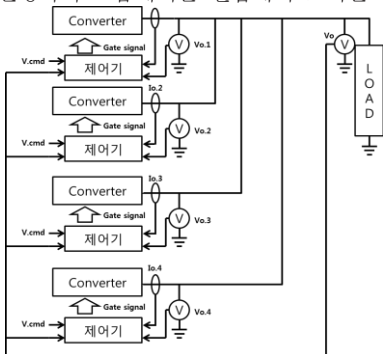 Converter
Vo.1
Vo
Gate signal
V.cmd
제어기
LOAD
Io.2
Converter
Vo.2
Gate signal
V.cmd
제어기
Io.3
Converter
Vo.3
Gate signal
V.cmd
제어기
Io.4
Converter
Vo.4
Gate signal
V.cmd
제어기
V
V
V
V
V